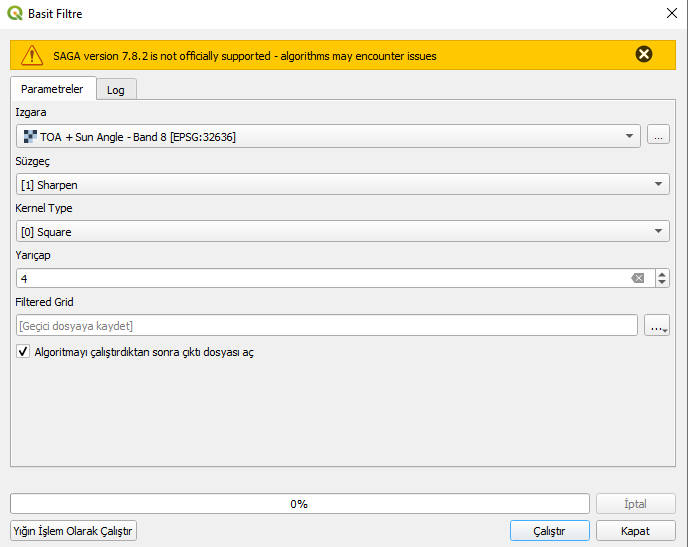 Basit Filtre
SAGA version 7.8.2 is not officially supported - algorithms may encounter issues
Parametreler
Log
Izgara
TOA + Sun Angle - Band 8 [EPSG:32636]
...
Süzgeç
[1] Sharpen
Kernel Type
[0] Square
Yarıçap
4
Filtered Grid
[Geçici dosyaya kaydet]
...
Algoritmayı çalıştırdıktan sonra çıktı dosyası aç
0%
İptal
Yığın İşlem Olarak Çalıştır
Çalıştır
Kapat